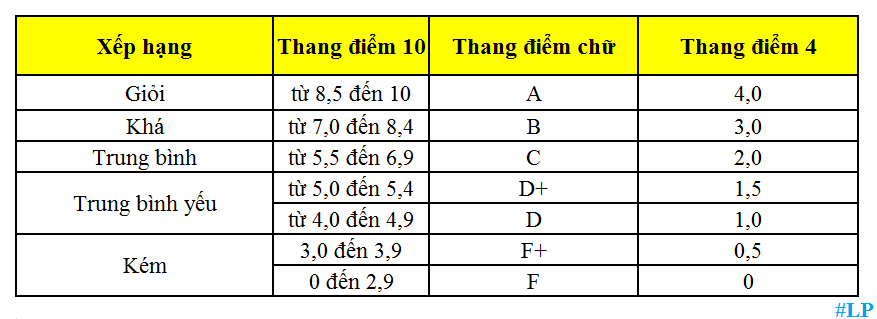 Xếp hạng Thang điểm 10 Thang điểm chữ Thang điểm 4
Giỏi từ 8,5 đến 10 A 4,0
Khá từ 7,0 đến 8,4 B 3,0
Trung bình từ 5,5 đến 6,9 C 2,0
Trung bình yếu từ 5,0 đến 5,4 D+ 1,5
từ 4,0 đến 4,9 D 1,0
Kém 3,0 đến 3,9 F+ 0,5
0 đến 2,9 F 0
#LP